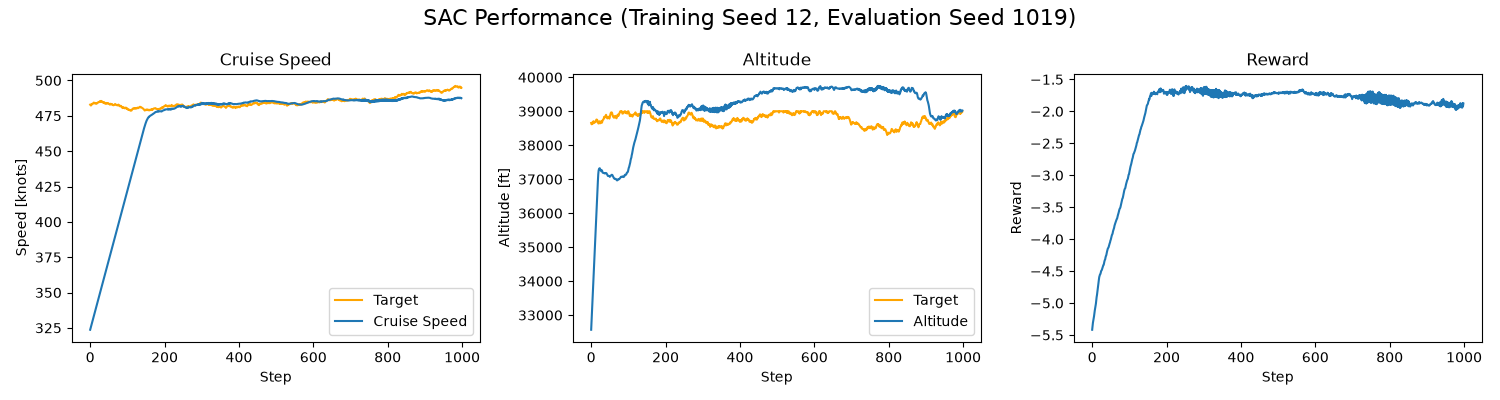 SAC Performance (Training Seed 12, Evaluation Seed 1019)
Cruise Speed
500
475
450
425
400
375
350
325
Speed [knots]
0 200 400 600 800 1000
Step
Target
Cruise Speed
Altitude
40000
39000
38000
37000
36000
35000
34000
33000
Altitude [ft]
0 200 400 600 800 1000
Step
Target
Altitude
Reward
−1.5
−2.0
−2.5
−3.0
−3.5
−4.0
−4.5
−5.0
−5.5
Reward
0 200 400 600 800 1000
Step